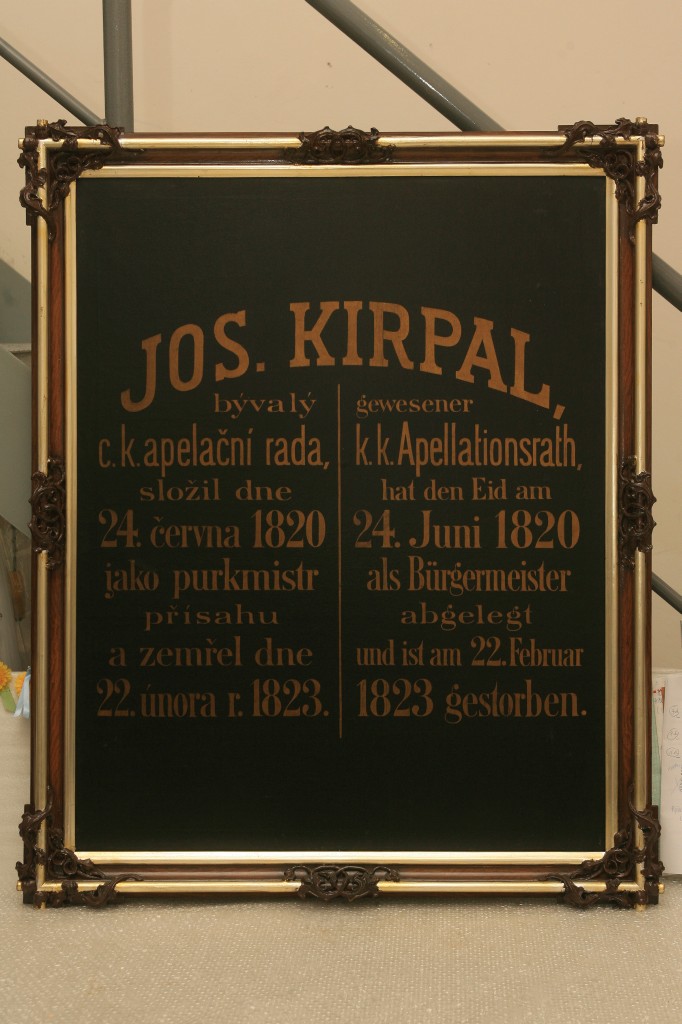 JOS. KIRPAL,
bývalý
c. k. apelační rada,
složil dne
24. června 1820
jako purkmistr
přísahu
a zemřel dne
22. února r. 1823.
gewesener
k. k. Apellationsrath,
hat den Eid am
24. Juni 1820
als Bürgermeister
abgelegt
und ist am 22. Februar
1823 gestorben.